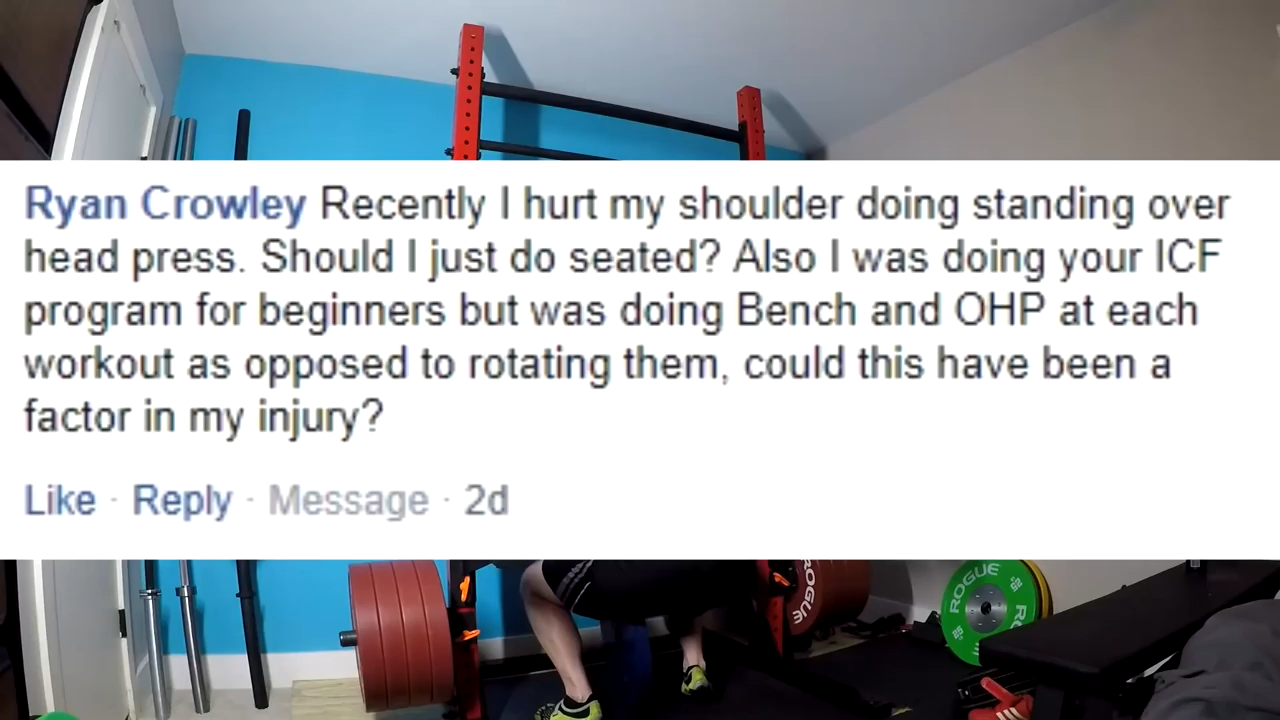 Ryan Crowley Recently I hurt my shoulder doing standing over
head press. Should I just do seated? Also I was doing your ICF
program for beginners but was doing Bench and OHP at each
workout as opposed to rotating them, could this have been a
factor in my injury?
Like · Reply · Message · 2d
ROGUE
ROGUE